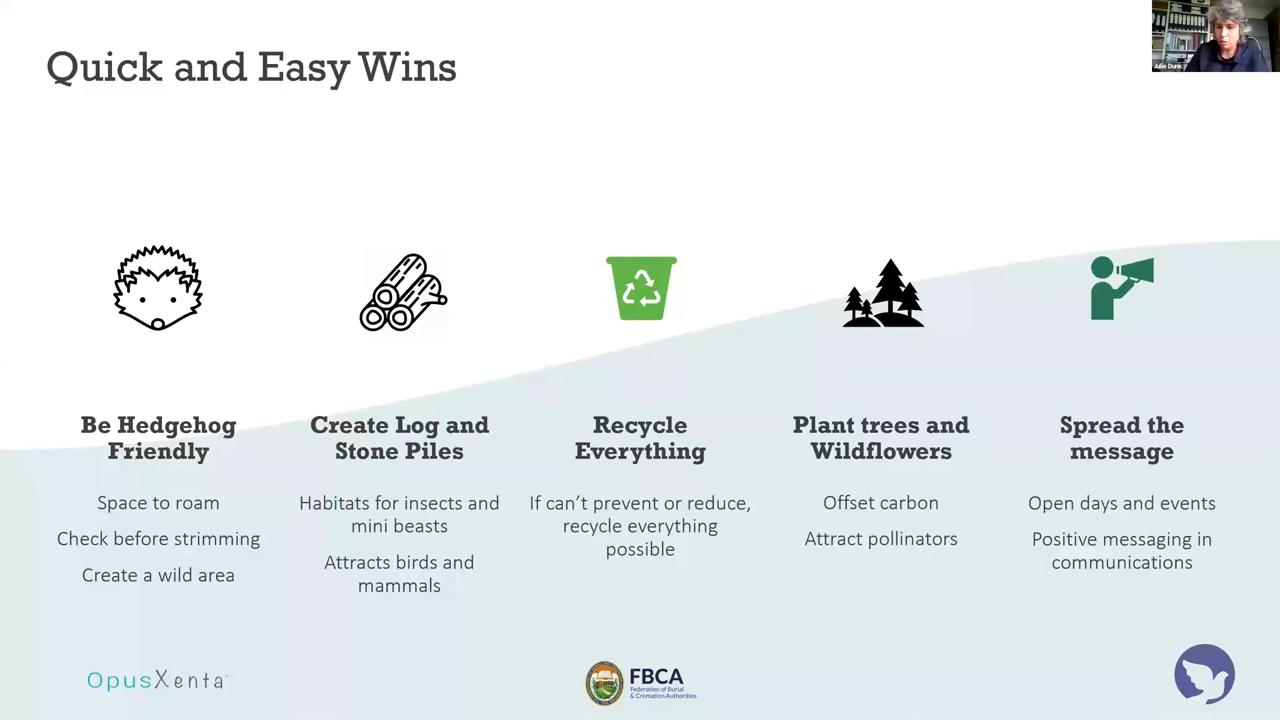 Quick and Easy Wins
Julie Dunk
Be Hedgehog
Friendly
Space to roam
Check before strimming
Create a wild area
Create Log and
Stone Piles
Habitats for insects and
mini beasts
Attracts birds and
mammals
Recycle
Everything
If can’t prevent or reduce,
recycle everything
possible
Plant trees and
Wildflowers
Offset carbon
Attract pollinators
Spread the
message
Open days and events
Positive messaging in
communications
OpusXenta
FBCA
Federation of Burial
& Cremation Authorities